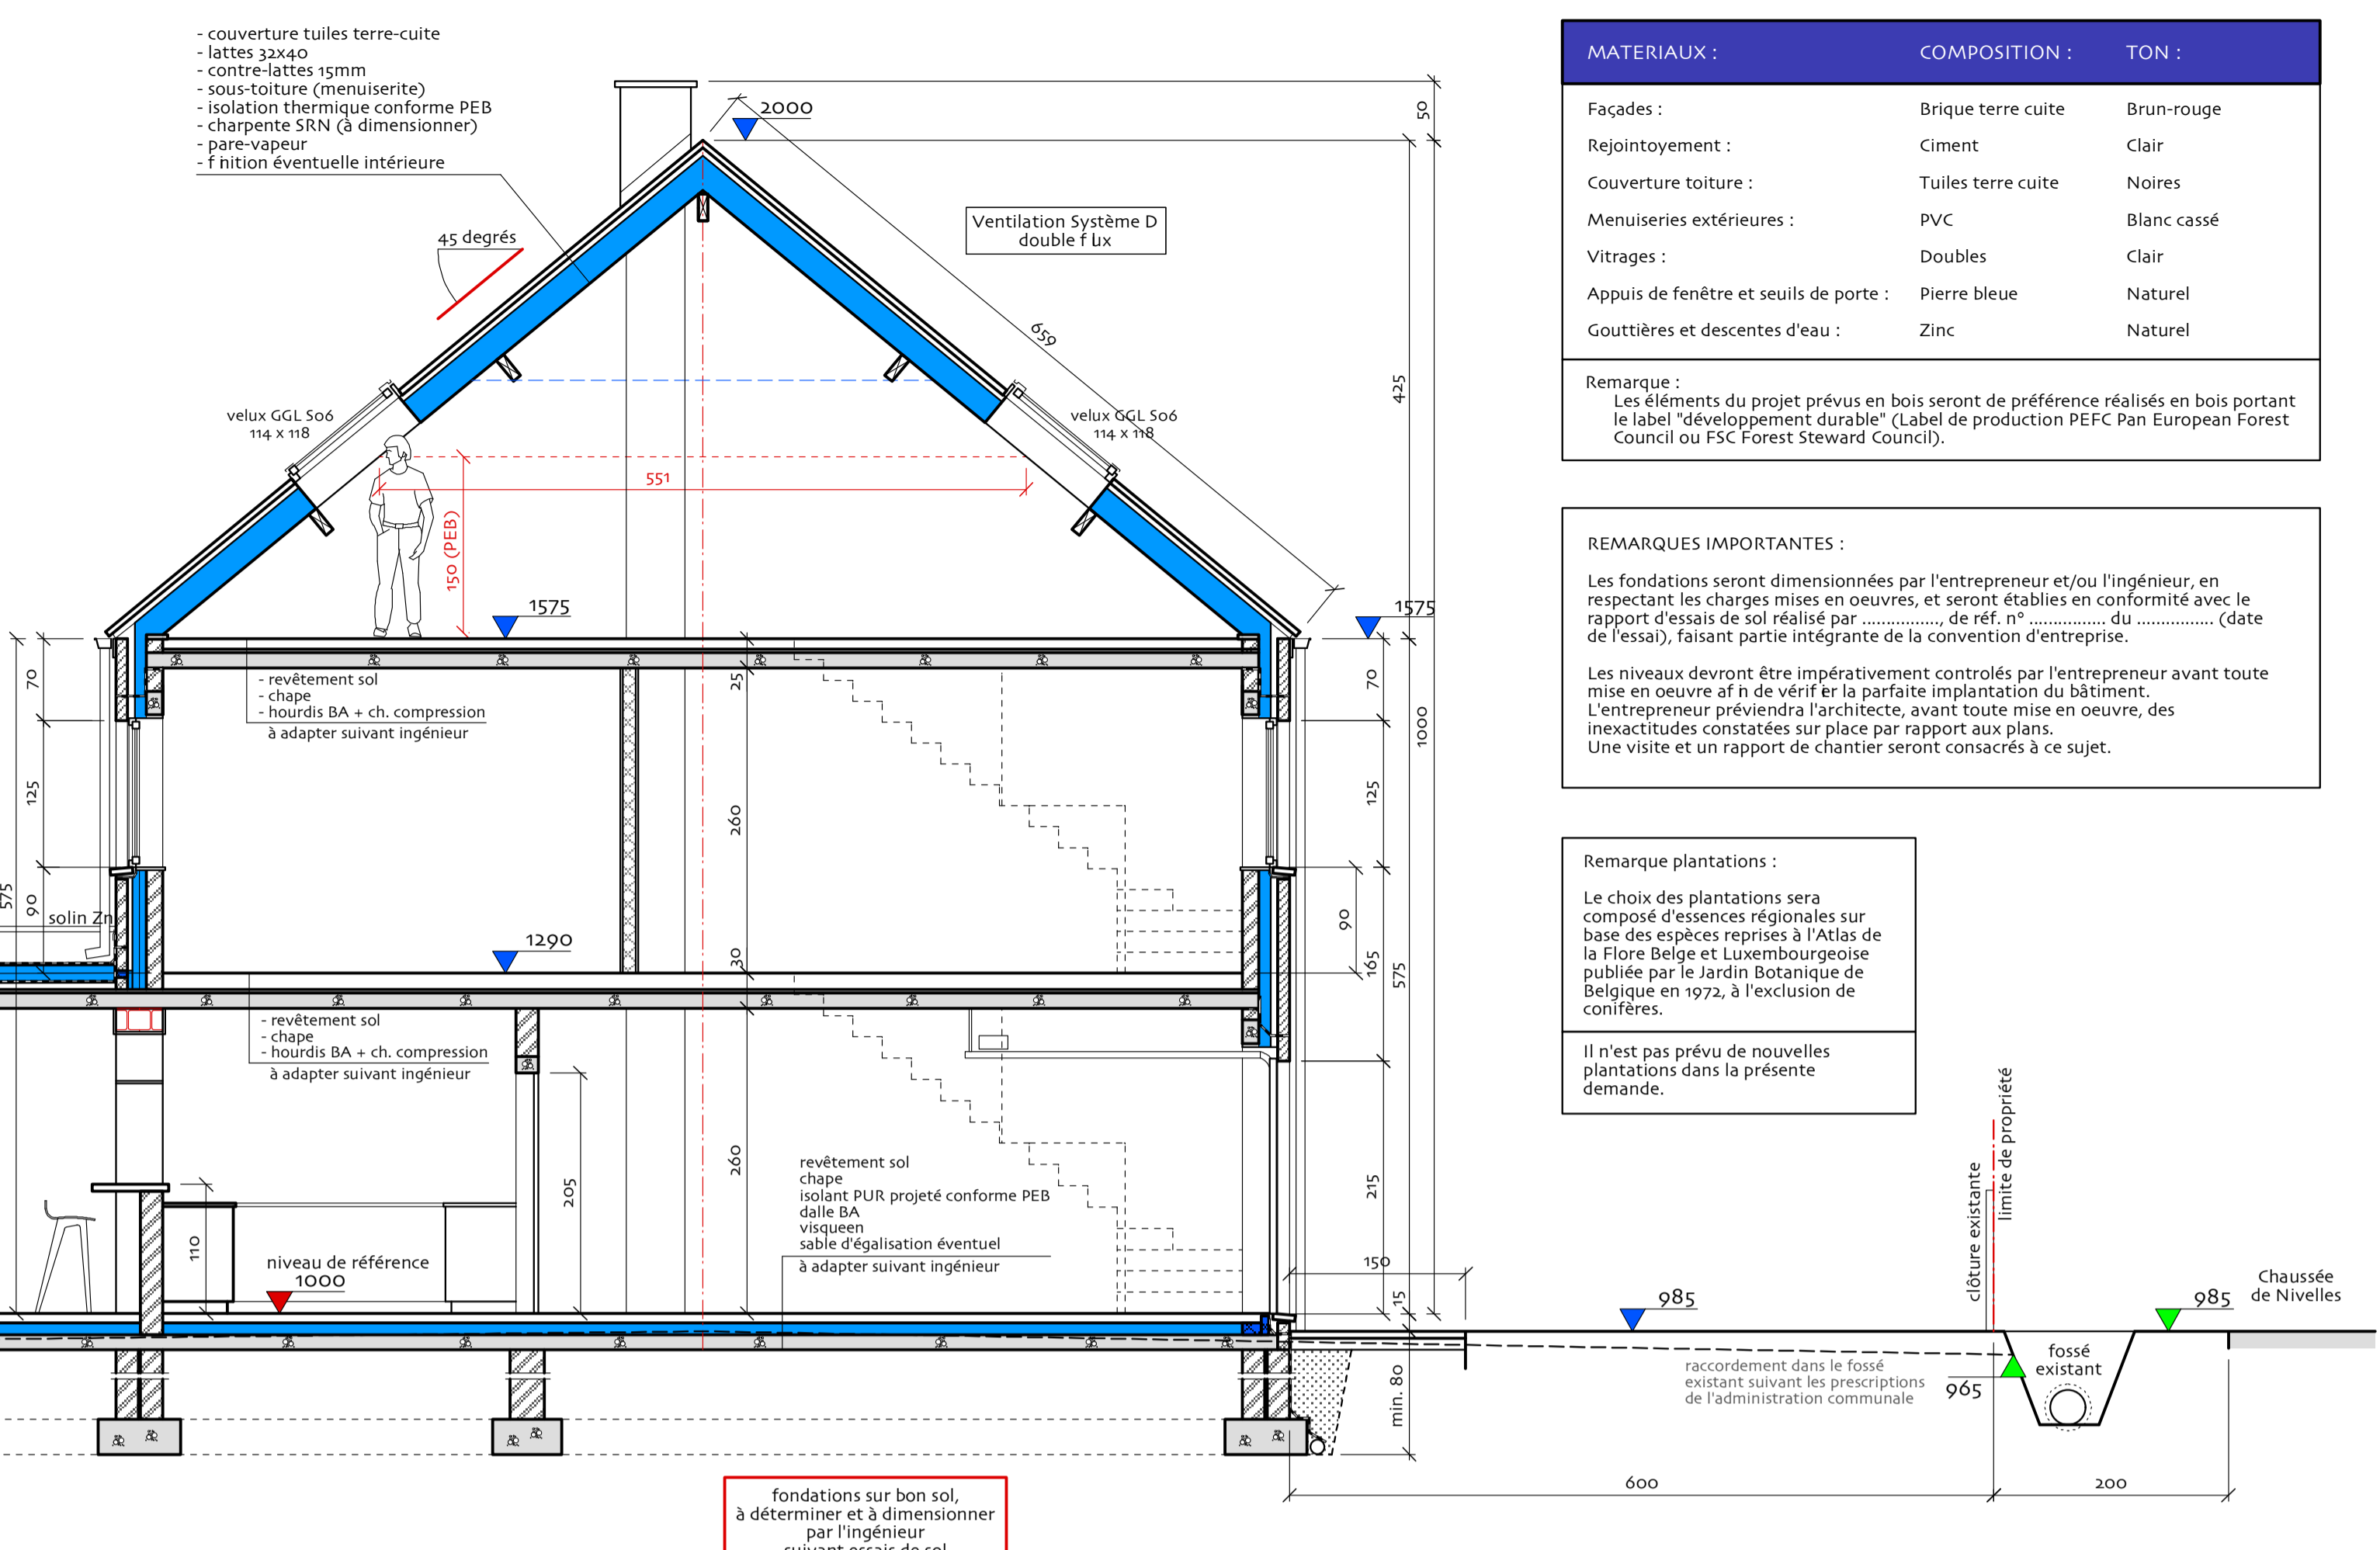 - couverture tuiles terre-cuite
- lattes 32x40
- contre-lattes 15mm
- sous-toiture (menuiserite)
- isolation thermique conforme PEB
- charpente SRN (à dimensionner)
- pare-vapeur
- finition éventuelle intérieure
45 degrés
2000
50
Ventilation Système D
double flux
659
425
velux GGL S06
114 x 118
velux GGL S06
114 x 118
551
150 (PEB)
1575
1575
70
25
70
- revêtement sol
- chape
- hourdis BA + ch. compression
à adapter suivant ingénieur
1000
125
260
125
575
90
solin Zn
90
1290
30
165
575
- revêtement sol
- chape
- hourdis BA + ch. compression
à adapter suivant ingénieur
205
260
revêtement sol
chape
isolant PUR projeté conforme PEB
dalle BA
visqueen
sable d'égalisation éventuel
à adapter suivant ingénieur
215
110
niveau de référence
1000
150
15
min. 80
985
clôture existante
limite de propriété
985
Chaussée
de Nivelles
fossé
existant
965
raccordement dans le fossé
existant suivant les prescriptions
de l'administration communale
600
200
fondations sur bon sol,
à déterminer et à dimensionner
par l'ingénieur
suivant essais de sol
MATERIAUX : COMPOSITION : TON :
Façades : Brique terre cuite Brun-rouge
Rejointoyement : Ciment Clair
Couverture toiture : Tuiles terre cuite Noires
Menuiseries extérieures : PVC Blanc cassé
Vitrages : Doubles Clair
Appuis de fenêtre et seuils de porte : Pierre bleue Naturel
Gouttières et descentes d'eau : Zinc Naturel
Remarque :
Les éléments du projet prévus en bois seront de préférence réalisés en bois portant
le label "développement durable" (Label de production PEFC Pan European Forest
Council ou FSC Forest Steward Council).
REMARQUES IMPORTANTES :
Les fondations seront dimensionnées par l'entrepreneur et/ou l'ingénieur, en
respectant les charges mises en oeuvres, et seront établies en conformité avec le
rapport d'essais de sol réalisé par ................, de réf. n° ................ du ................ (date
de l'essai), faisant partie intégrante de la convention d'entreprise.
Les niveaux devront être impérativement controlés par l'entrepreneur avant toute
mise en oeuvre afin de vérifier la parfaite implantation du bâtiment.
L'entrepreneur préviendra l'architecte, avant toute mise en oeuvre, des
inexactitudes constatées sur place par rapport aux plans.
Une visite et un rapport de chantier seront consacrés à ce sujet.
Remarque plantations :
Le choix des plantations sera
composé d'essences régionales sur
base des espèces reprises à l'Atlas de
la Flore Belge et Luxembourgeoise
publiée par le Jardin Botanique de
Belgique en 1972, à l'exclusion de
conifères.
Il n'est pas prévu de nouvelles
plantations dans la présente
demande.